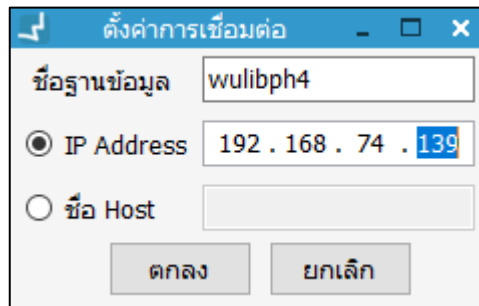 ตั้งค่าการเชื่อมต่อ
ชื่อฐานข้อมูล wulibph4
IP Address 192 . 168 . 74 . 139
ชื่อ Host
ตกลง ยกเลิก